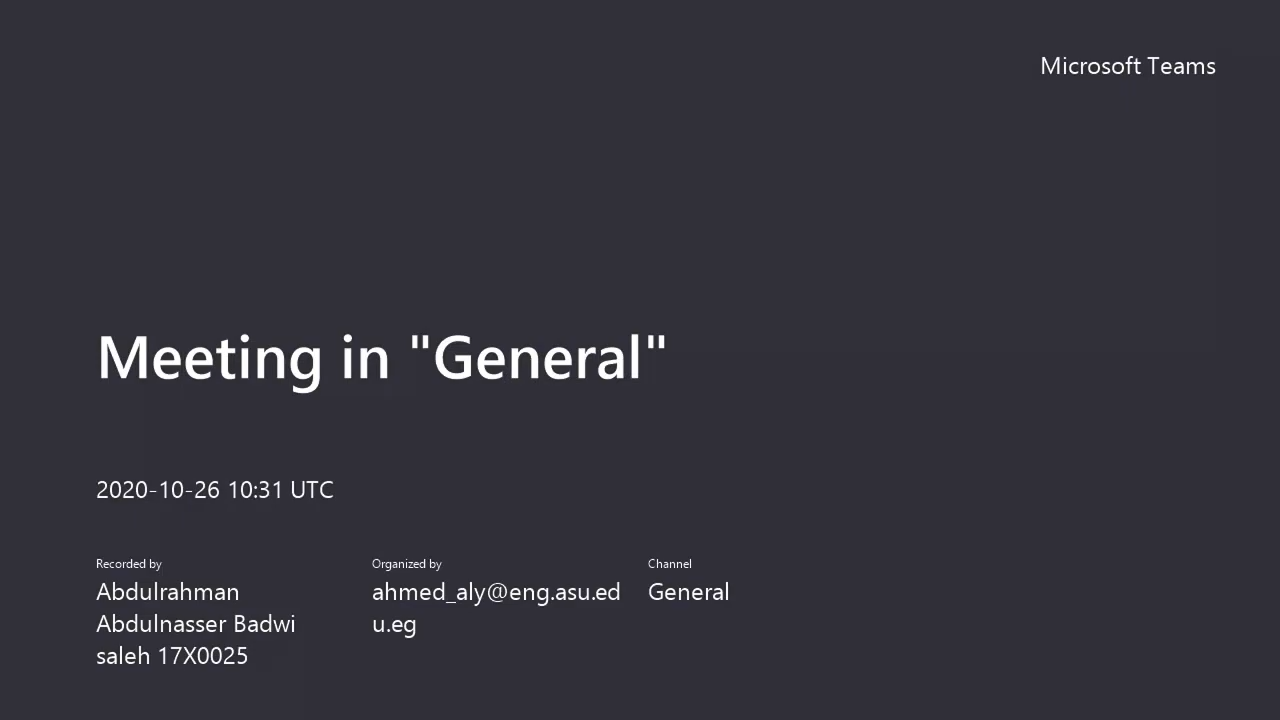 Microsoft Teams
Meeting in "General"
2020-10-26 10:31 UTC
Recorded by
Abdulrahman
Abdulnasser Badwi
saleh 17X0025
Organized by
ahmed_aly@eng.asu.ed
u.eg
Channel
General